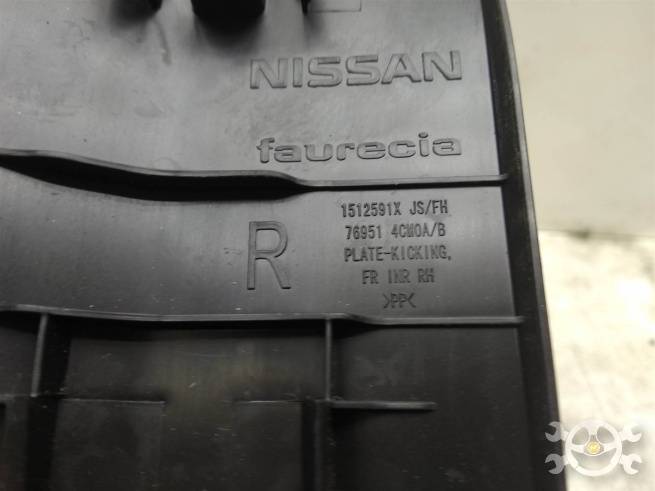 NISSAN
faurecia
R
1512591X JS/FH
76951 4CM0A/B
PLATE-KICKING,
FR INR RH
>PP<